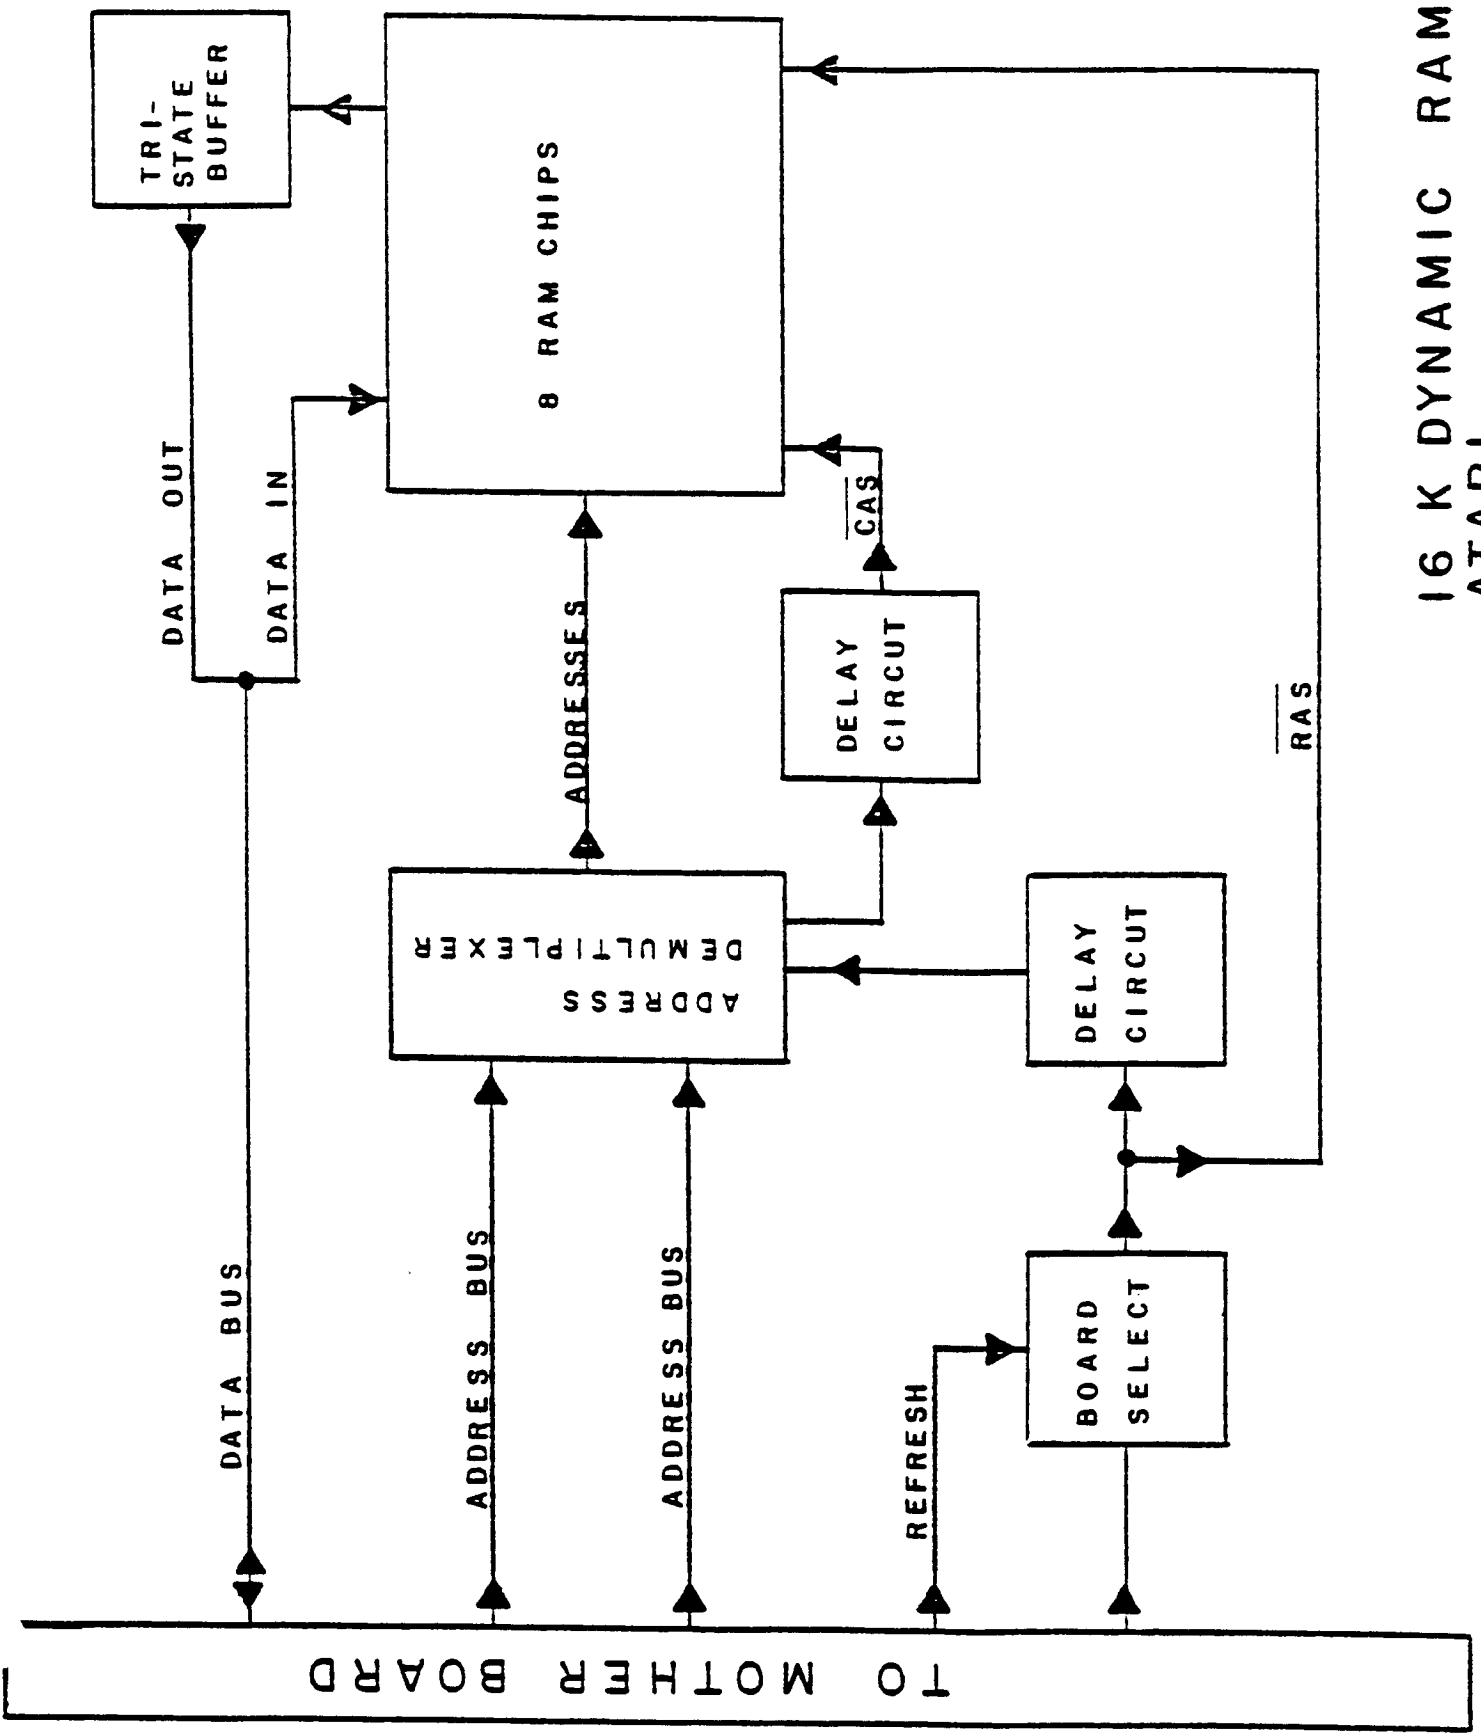 TRI-
STATE
BUFFER
DATA OUT
DATA IN
DATA BUS
8 RAM CHIPS
ADDRESSES
ADDRESS
DEMULTIPLEXER
ADDRESS BUS
ADDRESS BUS
CAS
DELAY
CIRCUT
DELAY
CIRCUT
RAS
REFRESH
BOARD
SELECT
TO MOTHER BOARD
16 K DYNAMIC RAM
ATARI